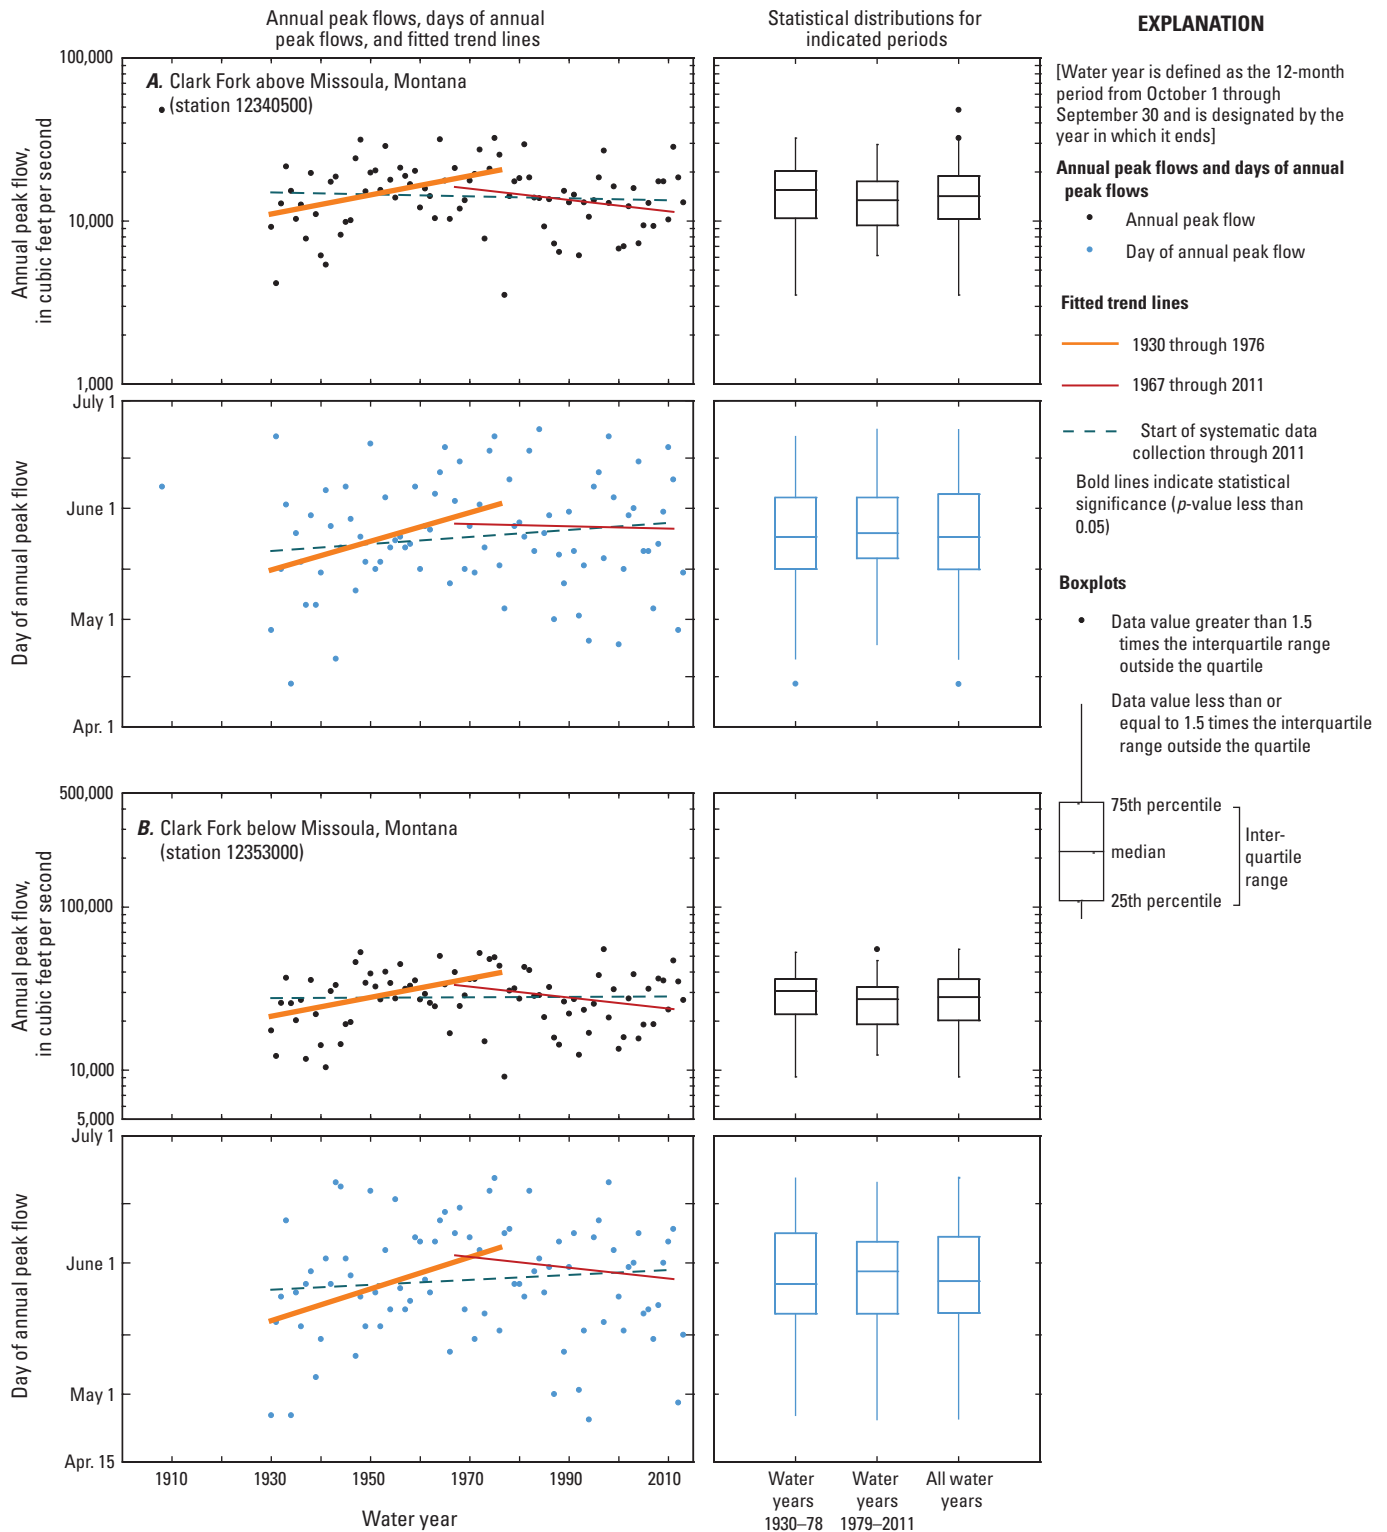 Annual peak flows, days of annual
peak flows, and fitted trend lines
Statistical distributions for
indicated periods
EXPLANATION
[Water year is defined as the 12-month
period from October 1 through
September 30 and is designated by the
year in which it ends]
Annual peak flows and days of annual
peak flows
Annual peak flow
Day of annual peak flow
Fitted trend lines
1930 through 1976
1967 through 2011
Start of systematic data
collection through 2011
Bold lines indicate statistical
significance (p-value less than
0.05)
Boxplots
Data value greater than 1.5
times the interquartile range
outside the quartile
Data value less than or
equal to 1.5 times the interquartile
range outside the quartile
75th percentile
median
25th percentile
Inter-
quartile
range
A. Clark Fork above Missoula, Montana
(station 12340500)
Annual peak flow,
in cubic feet per second
100,000
10,000
1,000
Day of annual peak flow
July 1
June 1
May 1
Apr. 1
B. Clark Fork below Missoula, Montana
(station 12353000)
Annual peak flow,
in cubic feet per second
500,000
100,000
10,000
5,000
Day of annual peak flow
July 1
June 1
May 1
Apr. 15
1910 1930 1950 1970 1990 2010
Water year
Water
years
1930–78
Water
years
1979–2011
All water
years